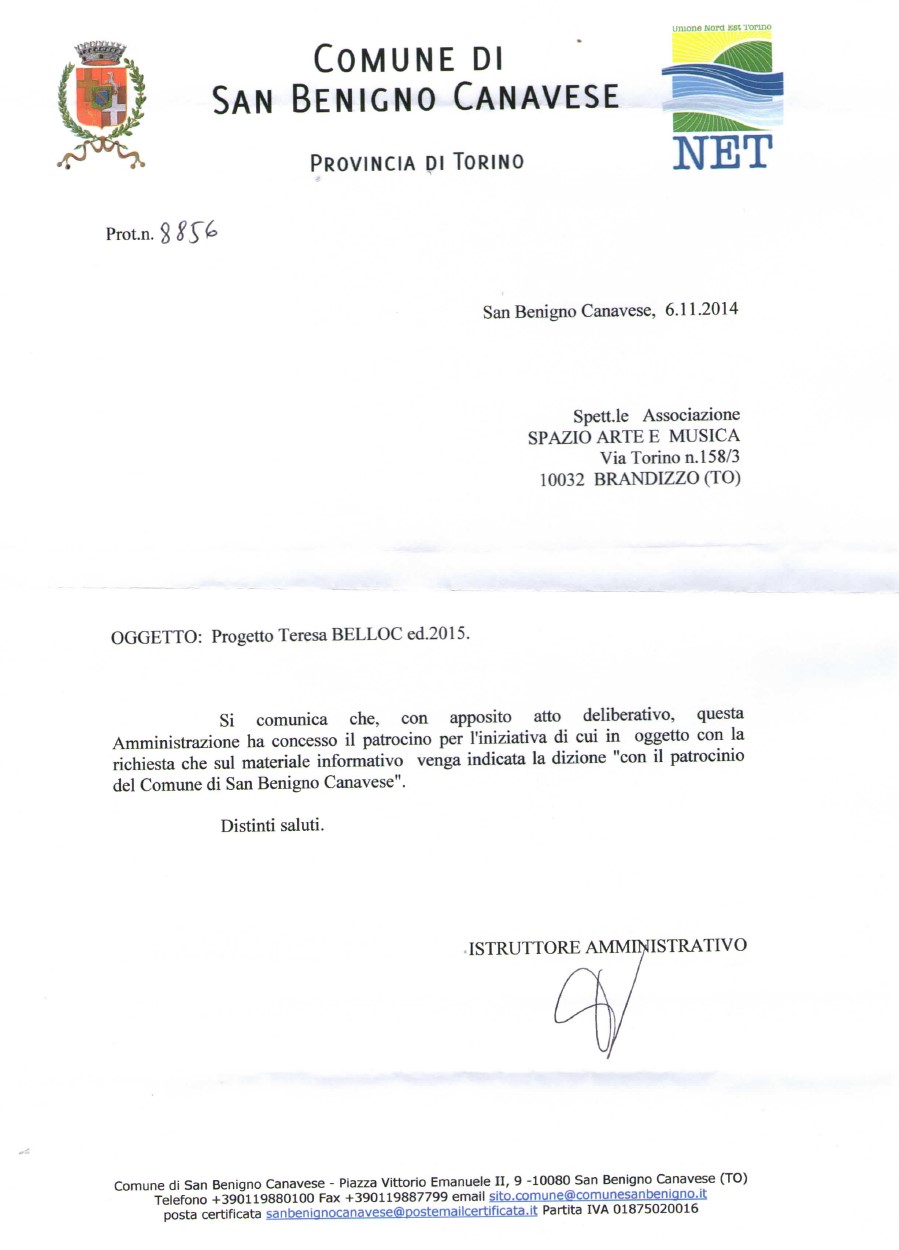 COMUNE DI
SAN BENIGNO CANAVESE
PROVINCIA DI TORINO
Unione Nord Est Torino
NET
Prot.n. 8856
San Benigno Canavese, 6.11.2014
Spett.le Associazione
SPAZIO ARTE E MUSICA
Via Torino n.158/3
10032 BRANDIZZO (TO)
OGGETTO: Progetto Teresa BELLOC ed.2015.
Si comunica che, con apposito atto deliberativo, questa
Amministrazione ha concesso il patrocino per l'iniziativa di cui in oggetto con la
richiesta che sul materiale informativo venga indicata la dizione "con il patrocinio
del Comune di San Benigno Canavese".
Distinti saluti.
ISTRUTTORE AMMINISTRATIVO
Comune di San Benigno Canavese - Piazza Vittorio Emanuele II, 9 -10080 San Benigno Canavese (TO)
Telefono +390119880100 Fax +390119887799 email sito.comune@comunesanbenigno.it
posta certificata sanbenignocanavese@postemailcertificata.it Partita IVA 01875020016